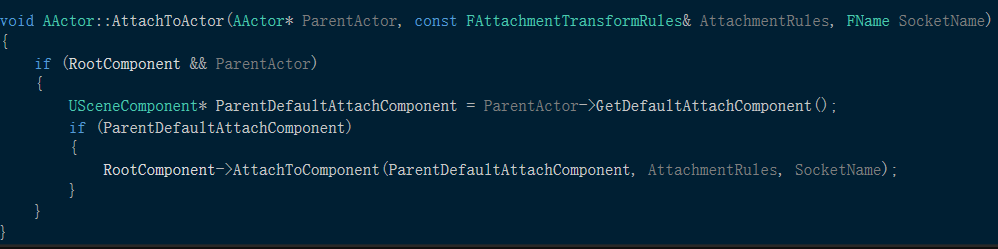 void AActor::AttachToActor(AActor* ParentActor, const FAttachmentTransformRules& AttachmentRules, FName SocketName)
{
    if (RootComponent && ParentActor)
    {
        USceneComponent* ParentDefaultAttachComponent = ParentActor->GetDefaultAttachComponent();
        if (ParentDefaultAttachComponent)
        {
            RootComponent->AttachToComponent(ParentDefaultAttachComponent, AttachmentRules, SocketName);
        }
    }
}